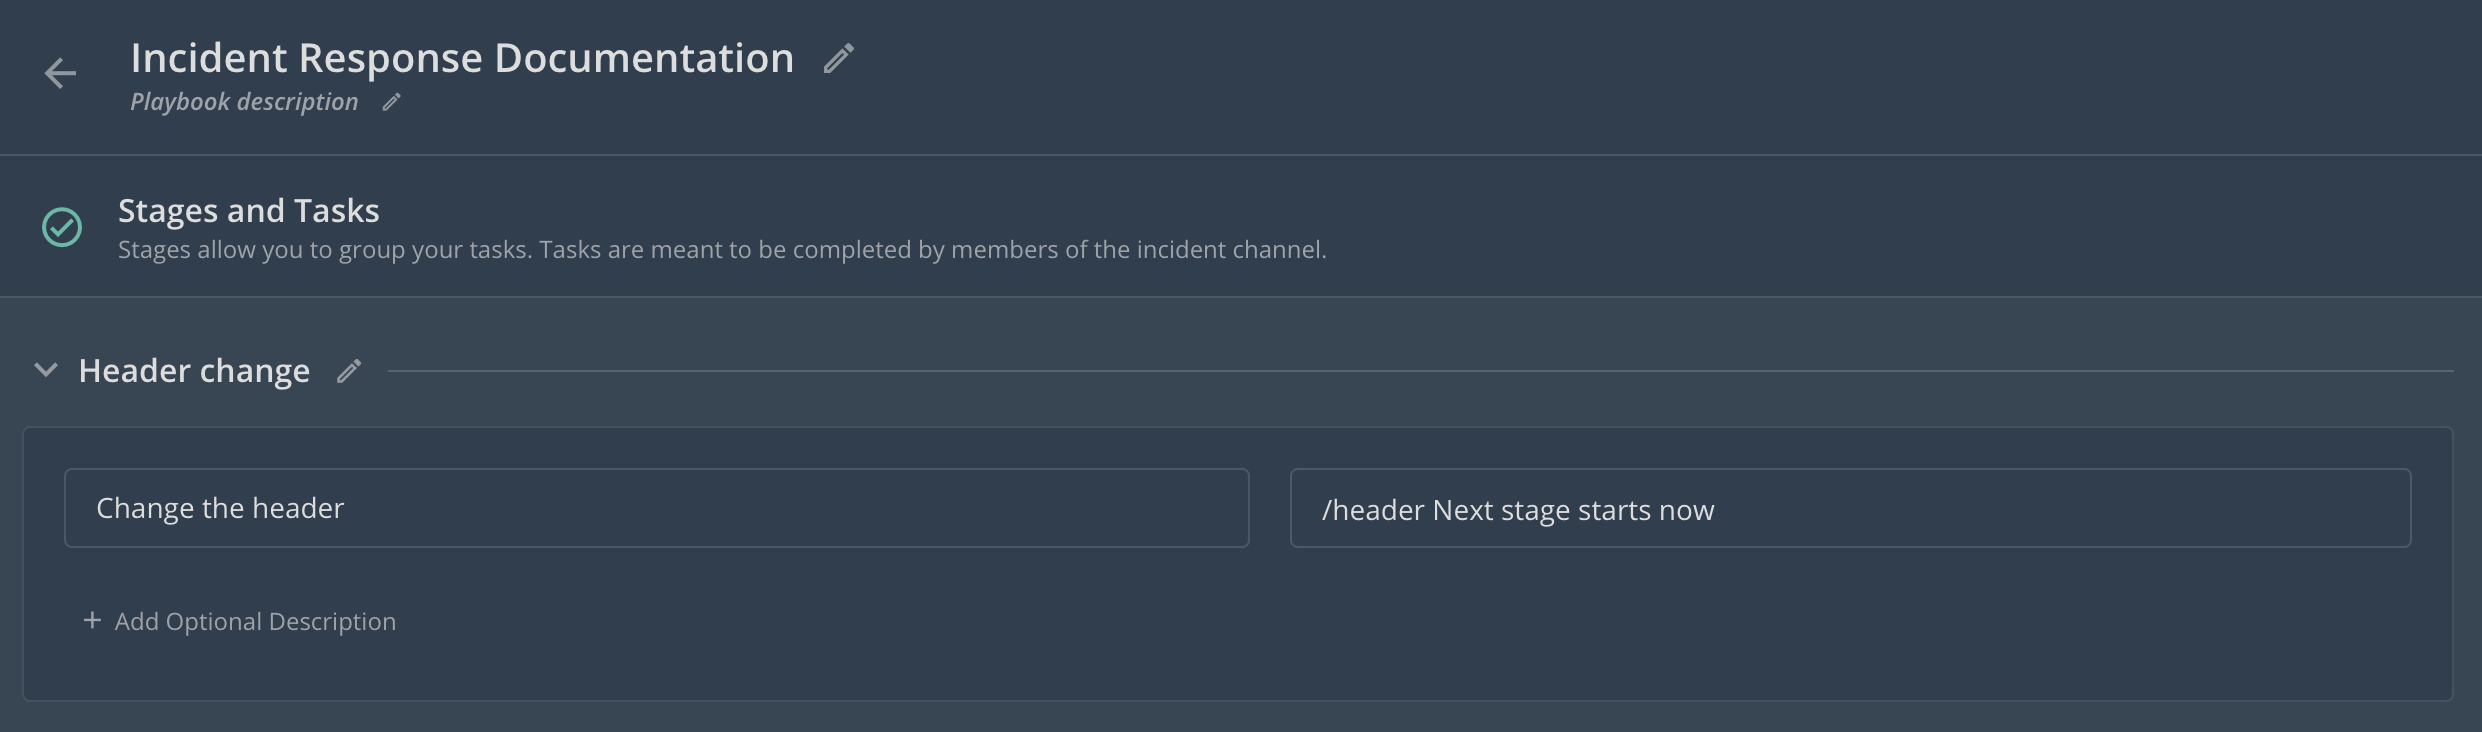 Incident Response Documentation
Playbook description
Stages and Tasks
Stages allow you to group your tasks. Tasks are meant to be completed by members of the incident channel.
Header change
Change the header
/header Next stage starts now
+ Add Optional Description